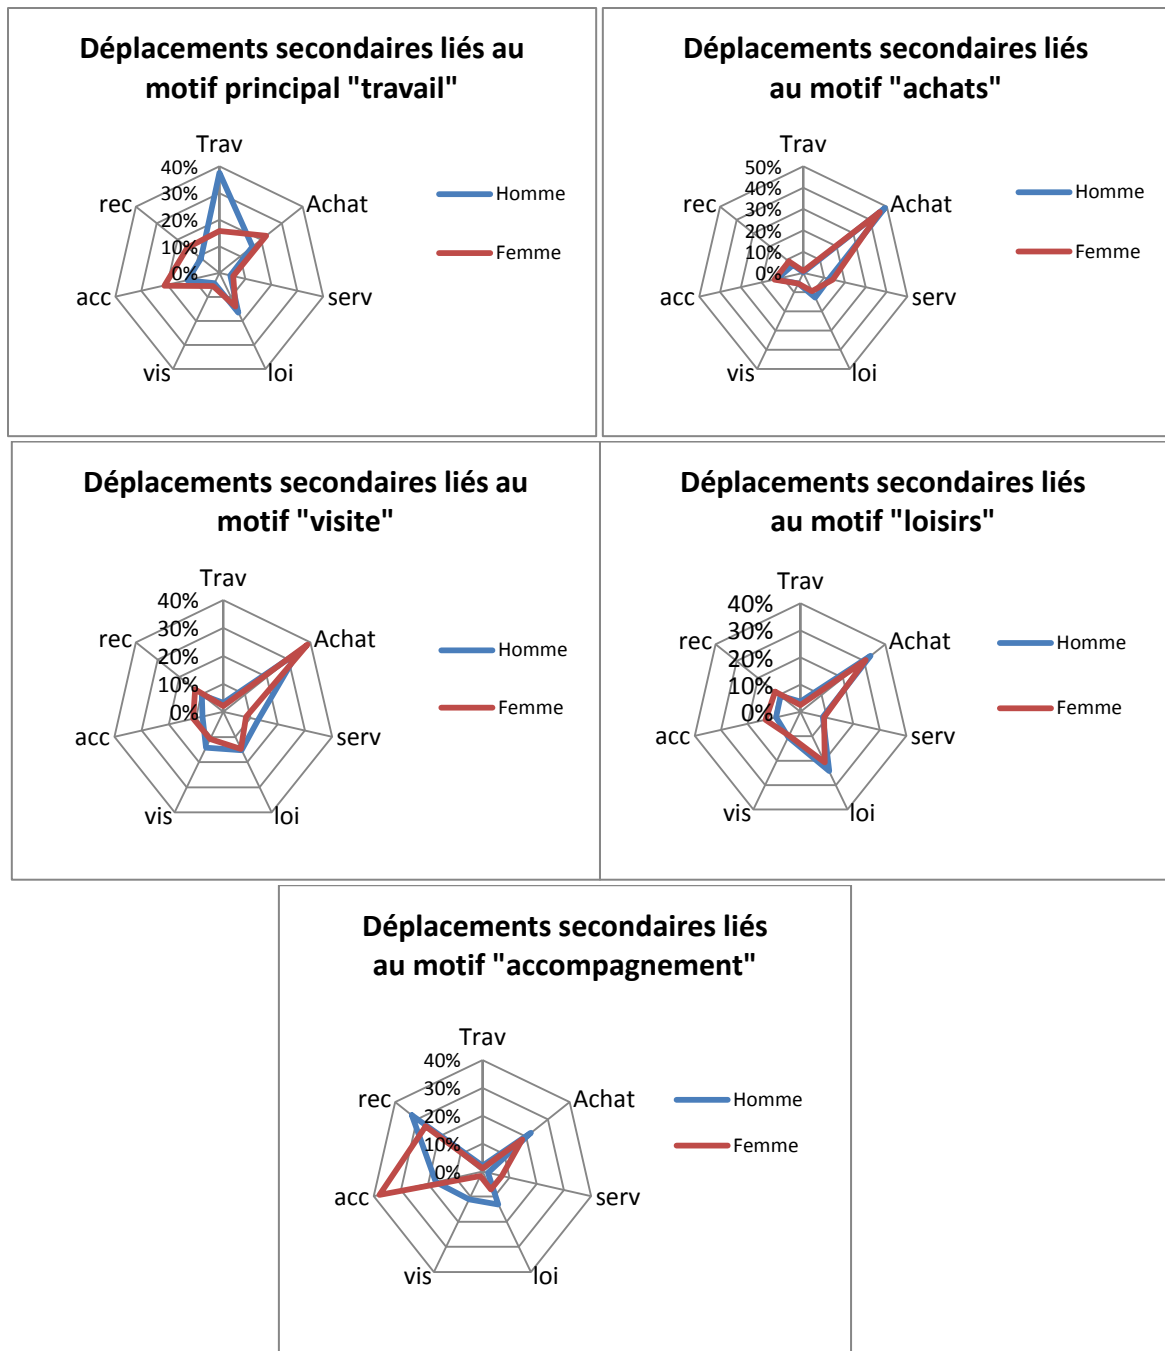 Déplacements secondaires liés au
motif principal "travail"
Trav
40%
30%
20%
10%
0%
rec
Achat
acc
serv
vis
loi
Homme
Femme
Déplacements secondaires liés
au motif "achats"
Trav
50%
40%
30%
20%
10%
0%
rec
Achat
acc
serv
vis
loi
Homme
Femme
Déplacements secondaires liés au
motif "visite"
Trav
40%
30%
20%
10%
0%
rec
Achat
acc
serv
vis
loi
Homme
Femme
Déplacements secondaires liés
au motif "loisirs"
Trav
40%
30%
20%
10%
0%
rec
Achat
acc
serv
vis
loi
Homme
Femme
Déplacements secondaires liés
au motif "accompagnement"
Trav
40%
30%
20%
10%
0%
rec
Achat
acc
serv
vis
loi
Homme
Femme